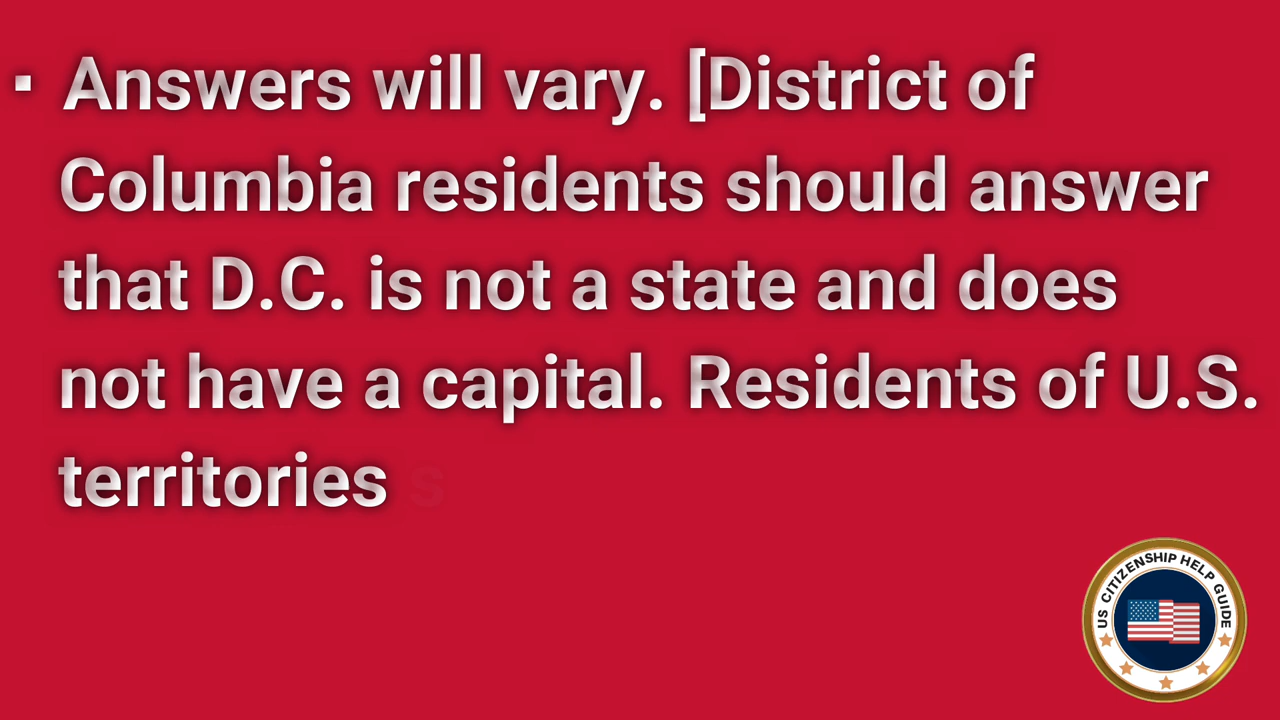 ▪ Answers will vary. [District of
Columbia residents should answer
that D.C. is not a state and does
not have a capital. Residents of U.S.
territories s
US CITIZENSHIP HELP GUIDE